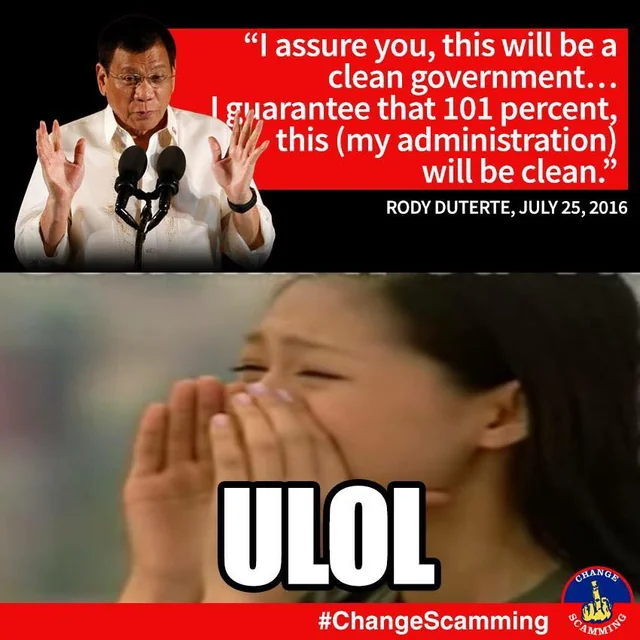 “I assure you, this will be a
clean government...
I guarantee that 101 percent,
this (my administration)
will be clean.”
RODY DUTERTE, JULY 25, 2016
ULOL
#ChangeScamming
CHANGE
SCAMMING